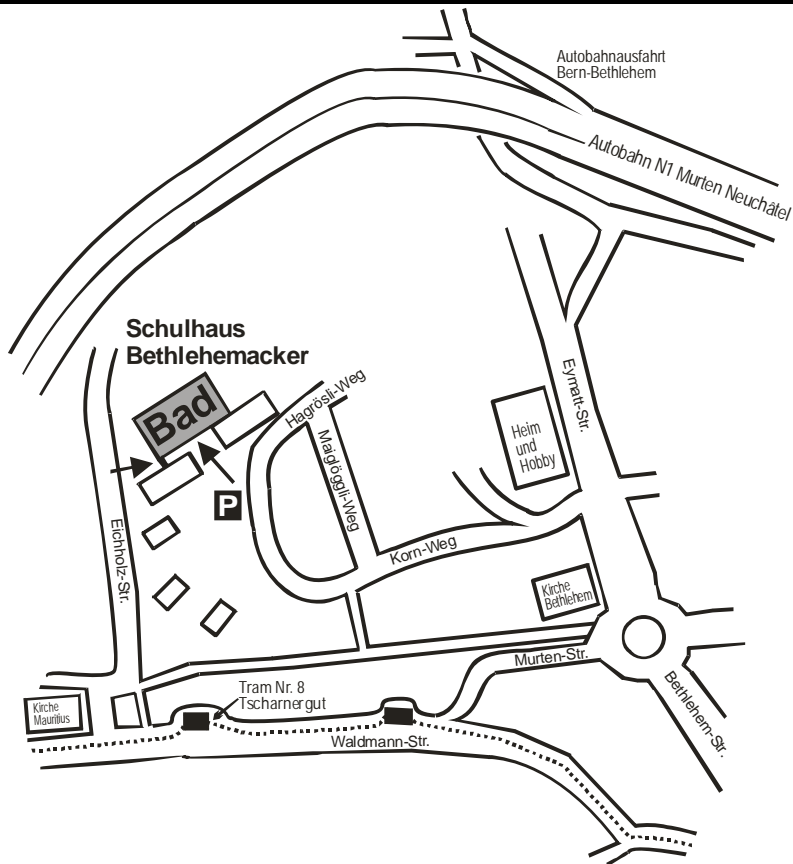 Autobahnausfahrt
Bern-Bethlehem
Autobahn N1 Murten Neuchâtel
Schulhaus
Bethlehemacker
Bad
Hagrösli-Weg
Maiglöggli-Weg
Eymatt-Str.
Heim
und
Hobby
P
Eichholz-Str.
Korn-Weg
Kirche
Bethlehem
Murten-Str.
Bethlehem-Str.
Tram Nr. 8
Tscharnergut
Kirche
Mauritius
Waldmann-Str.